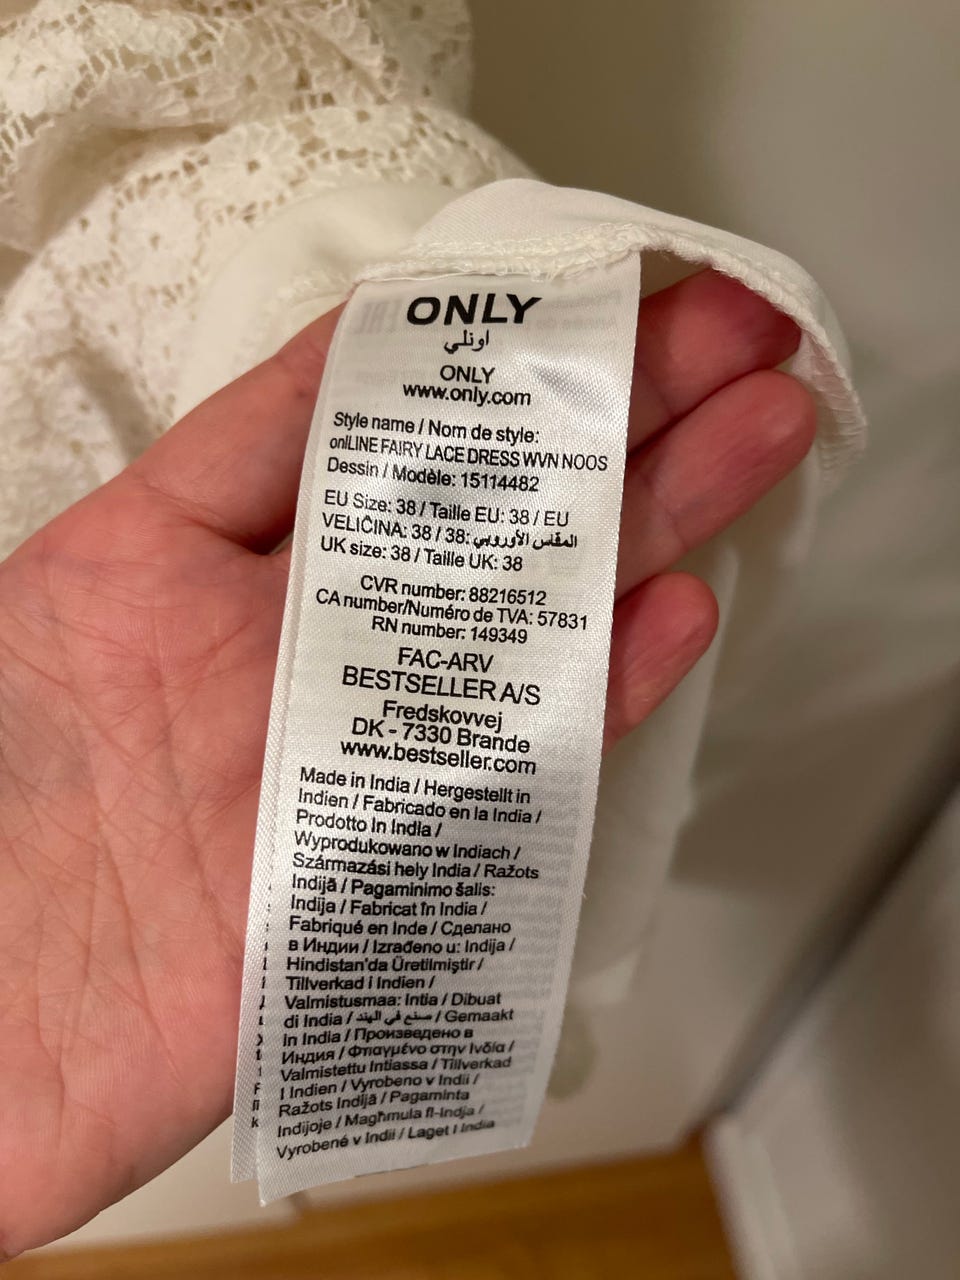 ONLY
اونلي
ONLY
www.only.com
Style name / Nom de style:
onlLINE FAIRY LACE DRESS WVN NOOS
Dessin / Modèle: 15114482
EU Size: 38 / Taille EU: 38 / EU
VELIČINA: 38 / 38: المقاس الأوروبي
UK size: 38 / Taille UK: 38
CVR number: 88216512
CA number/Numéro de TVA: 57831
RN number: 149349
FAC-ARV
BESTSELLER A/S
Fredskovvej
DK - 7330 Brande
www.bestseller.com
Made in India / Hergestellt in
Indien / Fabricado en la India /
Prodotto In India /
Wyprodukowano w Indiach /
Származási hely India / Ražots
Indijā / Pagaminimo šalis:
Indija / Fabricat în India /
Fabriqué en Inde / Сделано
в Индии / Izrađeno u: Indija /
Hindistan'da Üretilmiştir /
Tillverkad i Indien /
Valmistusmaa: Intia / Dibuat
di India / صنع في الهند / Gemaakt
in India / Произведено в
Индия / Φτιαγμένο στην Ινδία /
Valmistettu Intiassa / Tillverkad
I Indien / Vyrobeno v Indii /
Ražots Indijā / Pagaminta
Indijoje / Magħmula fl-Indja /
Vyrobené v Indii / Laget I India